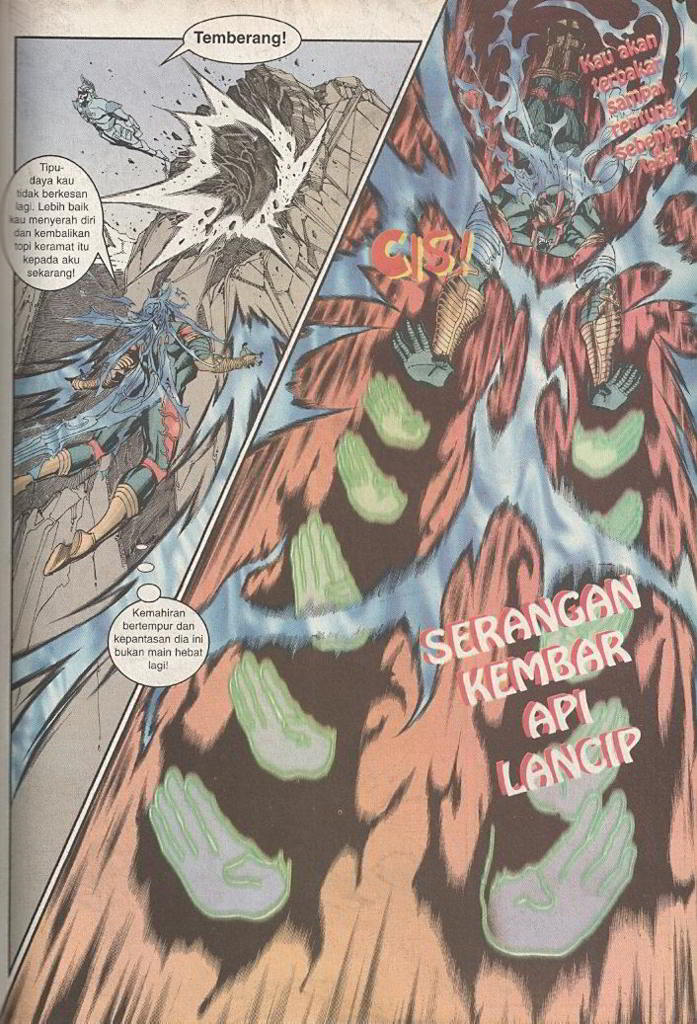 Temberang!
Tipu-
daya kau
tidak berkesan
lagi. Lebih baik
kau menyerah diri
dan kembalikan
topi keramat itu
kepada aku
sekarang!
Kemahiran
bertempur dan
kepantasan dia ini
bukan main hebat
lagi!
Kau akan
terbakar
sampai
rentung
sebentar
lagi!
CIS!
SERANGAN
KEMBAR
API
LANCIP